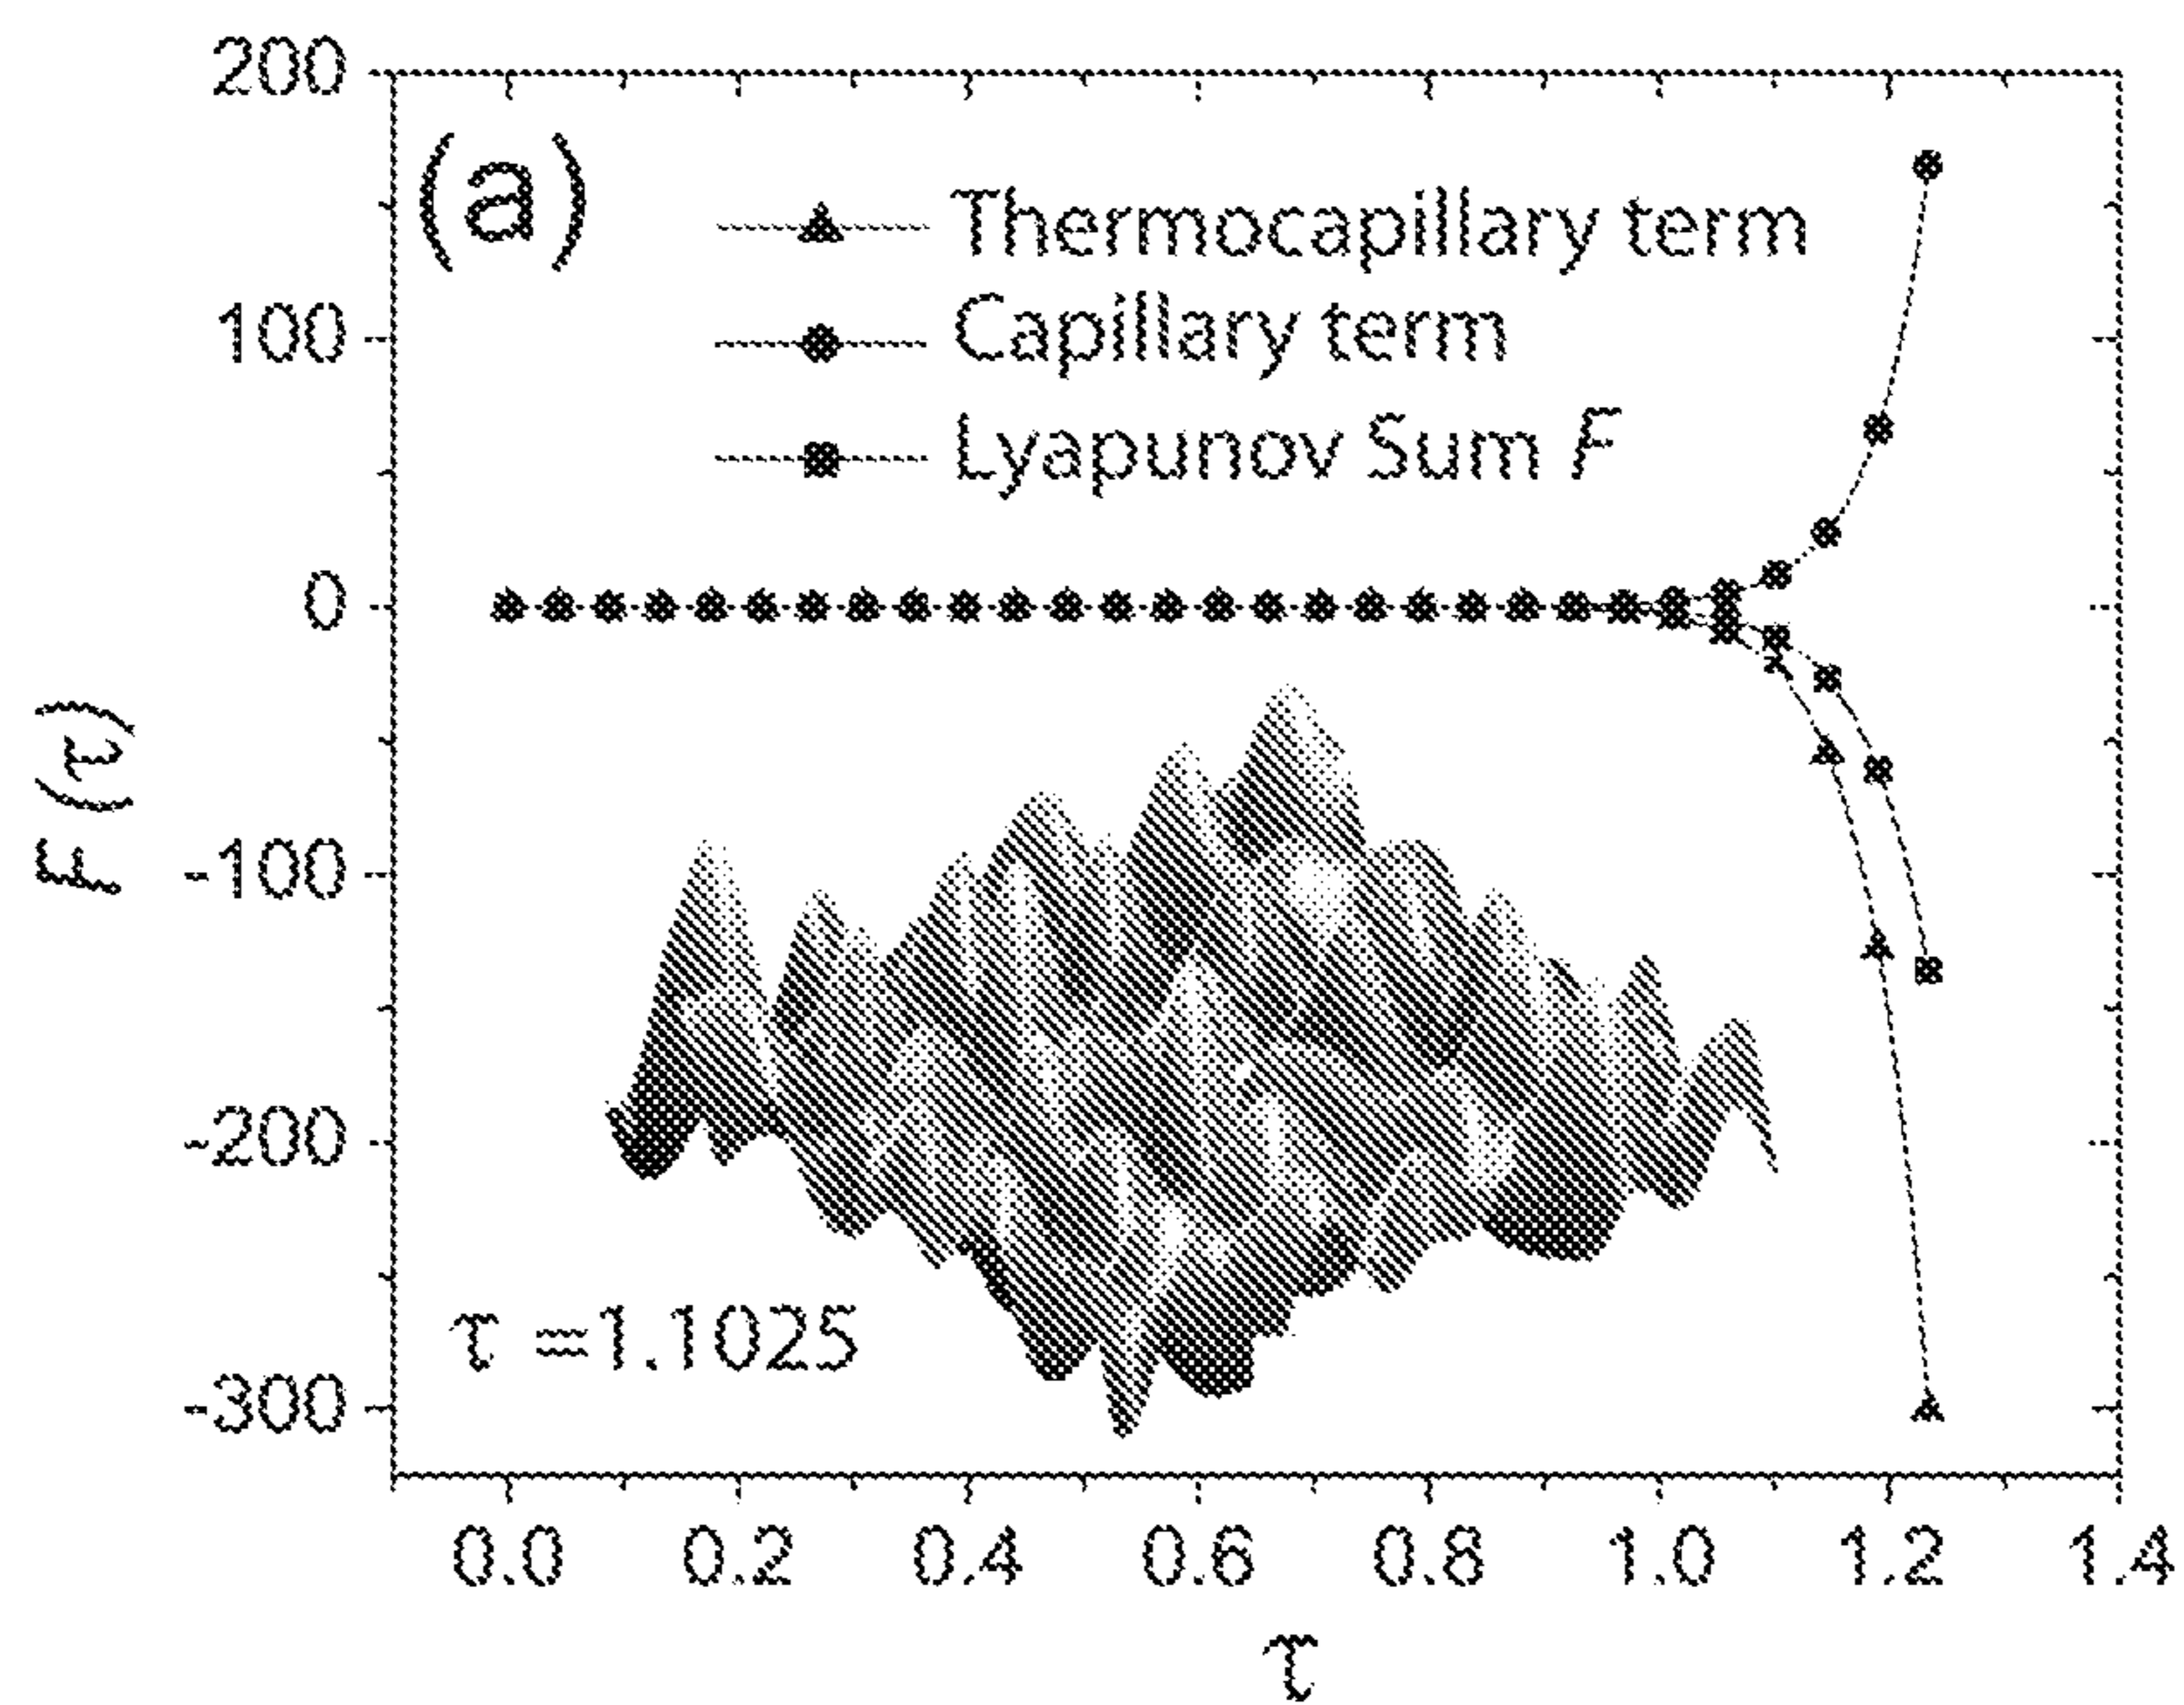 200
(a)
Thermocapillary term
100
Capillary term
Lyapunov Sum F
0
F (τ)
-100
-200
τ =1.1025
-300
0.0 0.2 0.4 0.6 0.8 1.0 1.2 1.4
τ